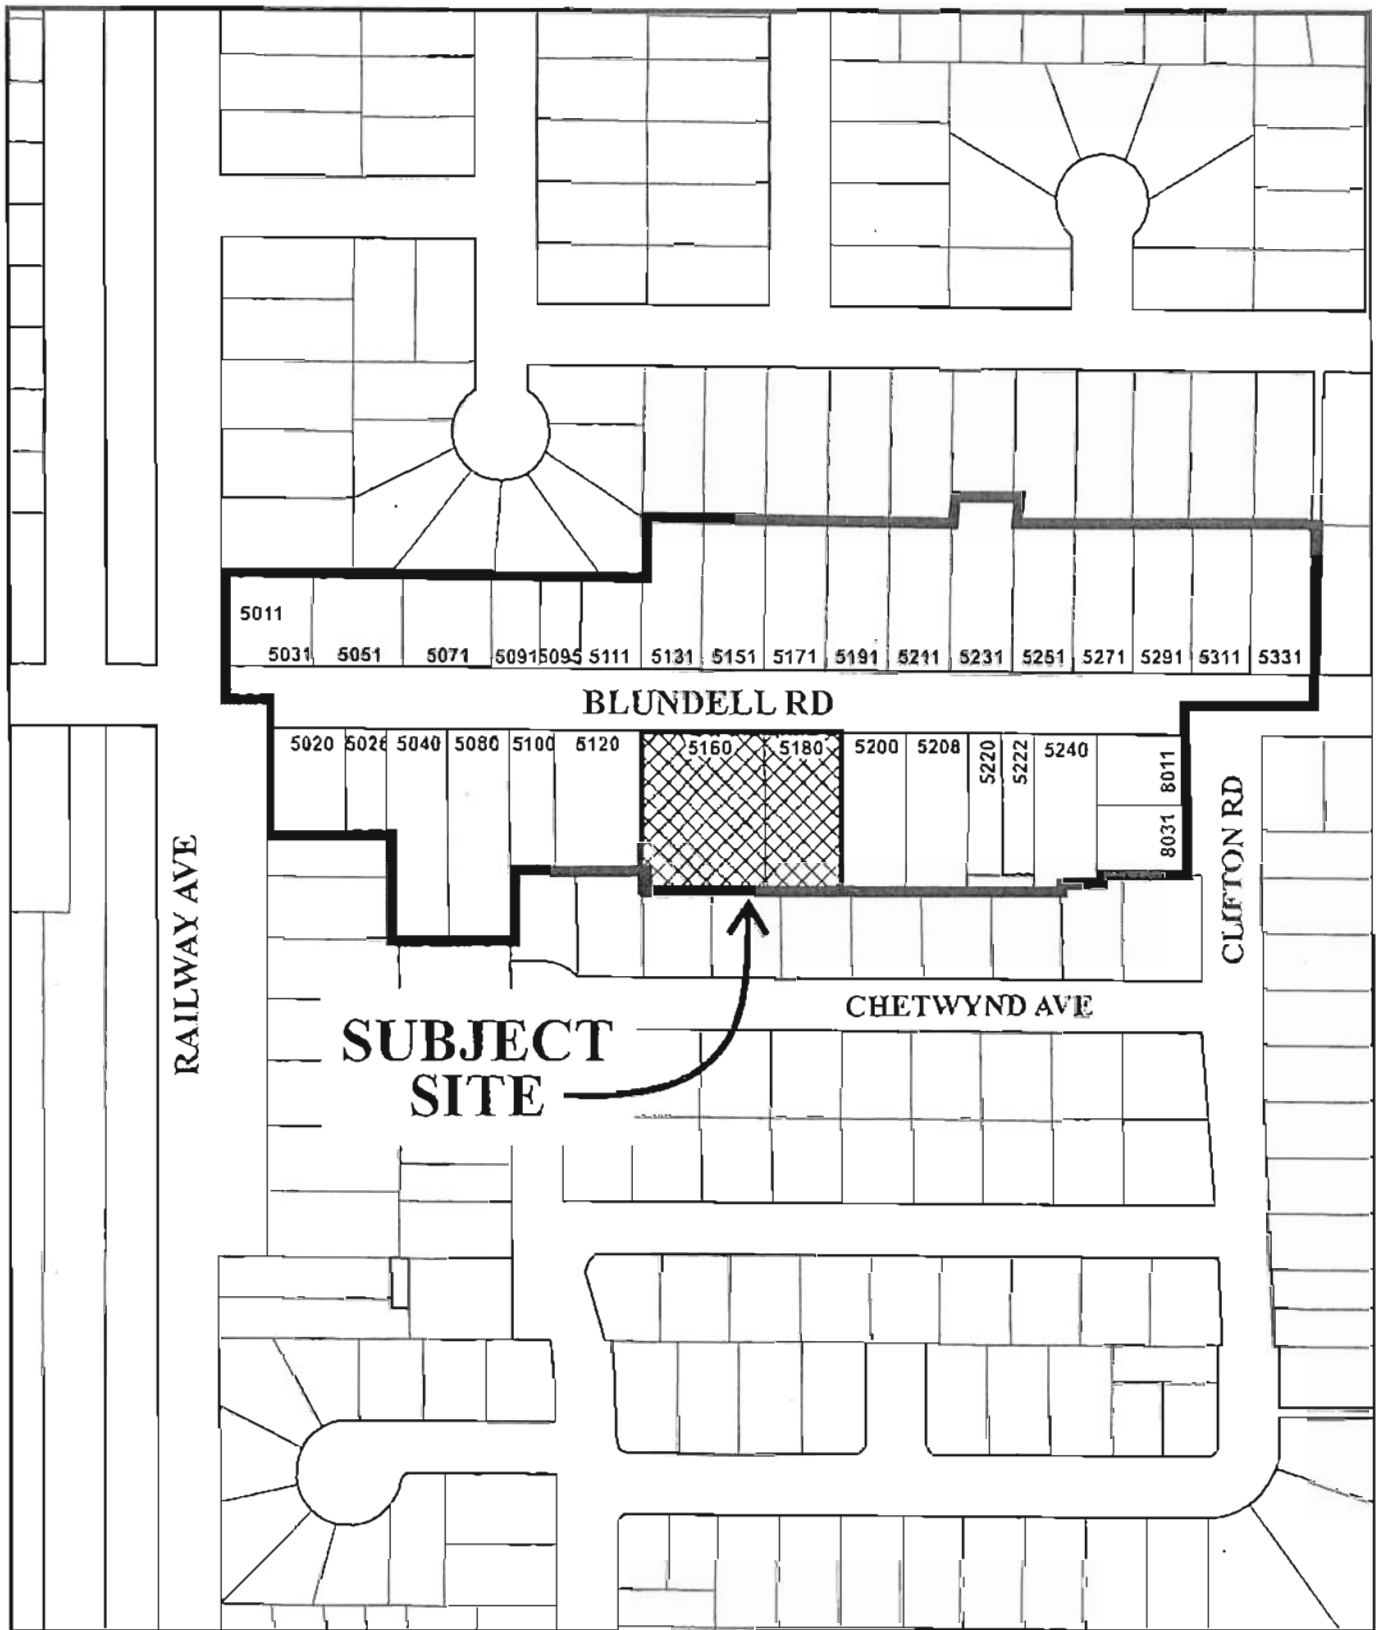 5011
5031 5051 5071 5091 5095 5111 5131 5151 5171 5191 5211 5231 5251 5271 5291 5311 5331
BLUNDELL RD
5020 5026 5040 5080 5100 5120 5160 5180 5200 5208 5220 5222 5240 8011
8031
RAILWAY AVE
CLIFTON RD
CHETWYND AVE
SUBJECT
SITE